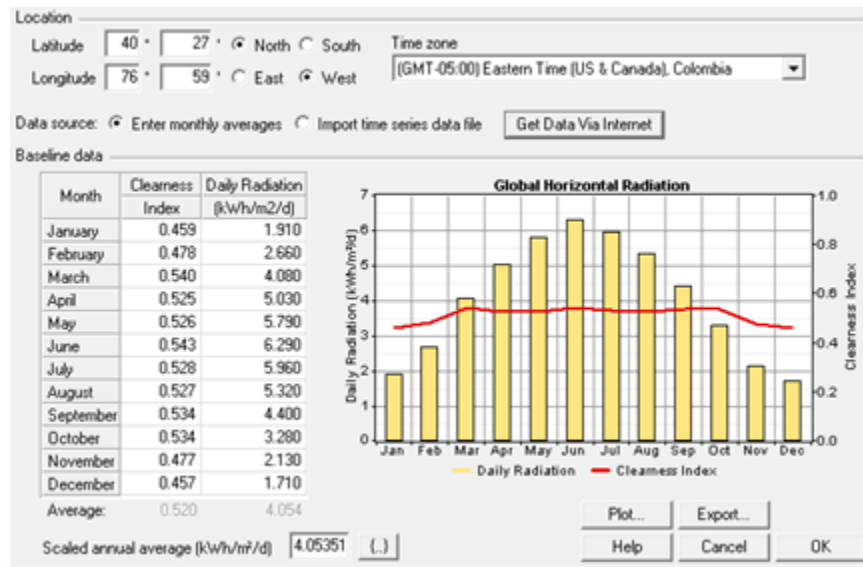 Location
Latitude 40 ° 27 ' North South Time zone
Longitude 76 ° 59 ' East West (GMT-05:00) Eastern Time (US & Canada), Colombia
Data source: Enter monthly averages Import time series data file Get Data Via Internet
Baseline data
Month Clearness Index Daily Radiation (kWh/m2/d)
January 0.459 1.910
February 0.478 2.660
March 0.540 4.080
April 0.525 5.030
May 0.526 5.790
June 0.543 6.290
July 0.528 5.960
August 0.527 5.320
September 0.534 4.400
October 0.534 3.280
November 0.477 2.130
December 0.457 1.710
Average: 0.520 4.054
Scaled annual average (kWh/m²/d) 4.05351 {..}
Global Horizontal Radiation
Daily Radiation (kWh/m²/d)
7
6
5
4
3
2
1
0
Jan Feb Mar Apr May Jun Jul Aug Sep Oct Nov Dec
1.0
0.8
0.6
0.4
0.2
0.0
Clearness Index
Daily Radiation Clearness Index
Plot... Export...
Help Cancel OK